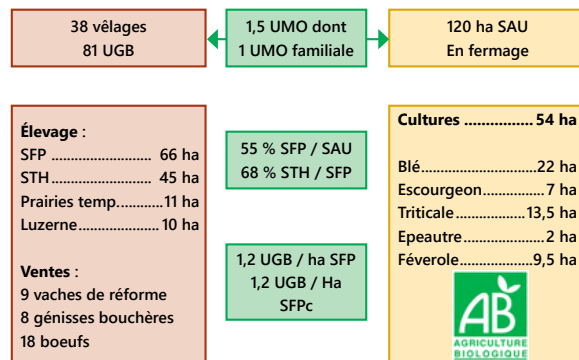 38 vêlages
81 UGB
1,5 UMO dont
1 UMO familiale
120 ha SAU
En fermage
Élevage :
SFP ........................ 66 ha
STH ........................ 45 ha
Prairies temp............11 ha
Luzerne.................... 10 ha
Ventes :
9 vaches de réforme
8 génisses bouchères
18 boeufs
55 % SFP / SAU
68 % STH / SFP
1,2 UGB / ha SFP
1,2 UGB / Ha
SFPc
Cultures ................ 54 ha
Blé...........................22 ha
Escourgeon................7 ha
Triticale.................13,5 ha
Epeautre....................2 ha
Féverole..................9,5 ha
AB
AGRICULTURE
BIOLOGIQUE